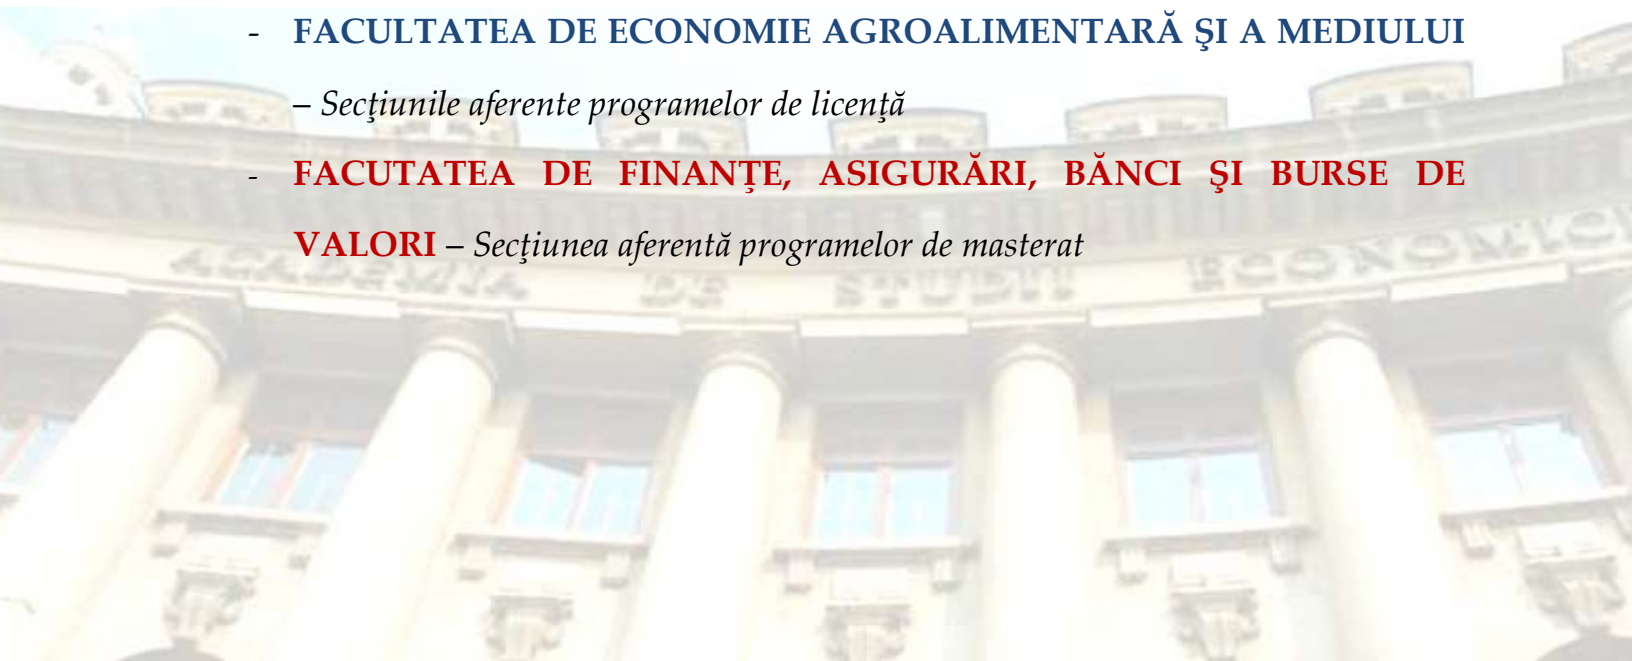 - FACULTATEA DE ECONOMIE AGROALIMENTARĂ ŞI A MEDIULUI
– Secţiunile aferente programelor de licenţă
- FACUTATEA DE FINANŢE, ASIGURĂRI, BĂNCI ŞI BURSE DE
VALORI – Secţiunea aferentă programelor de masterat
ACADEMIA DE STUDII ECONOMICE